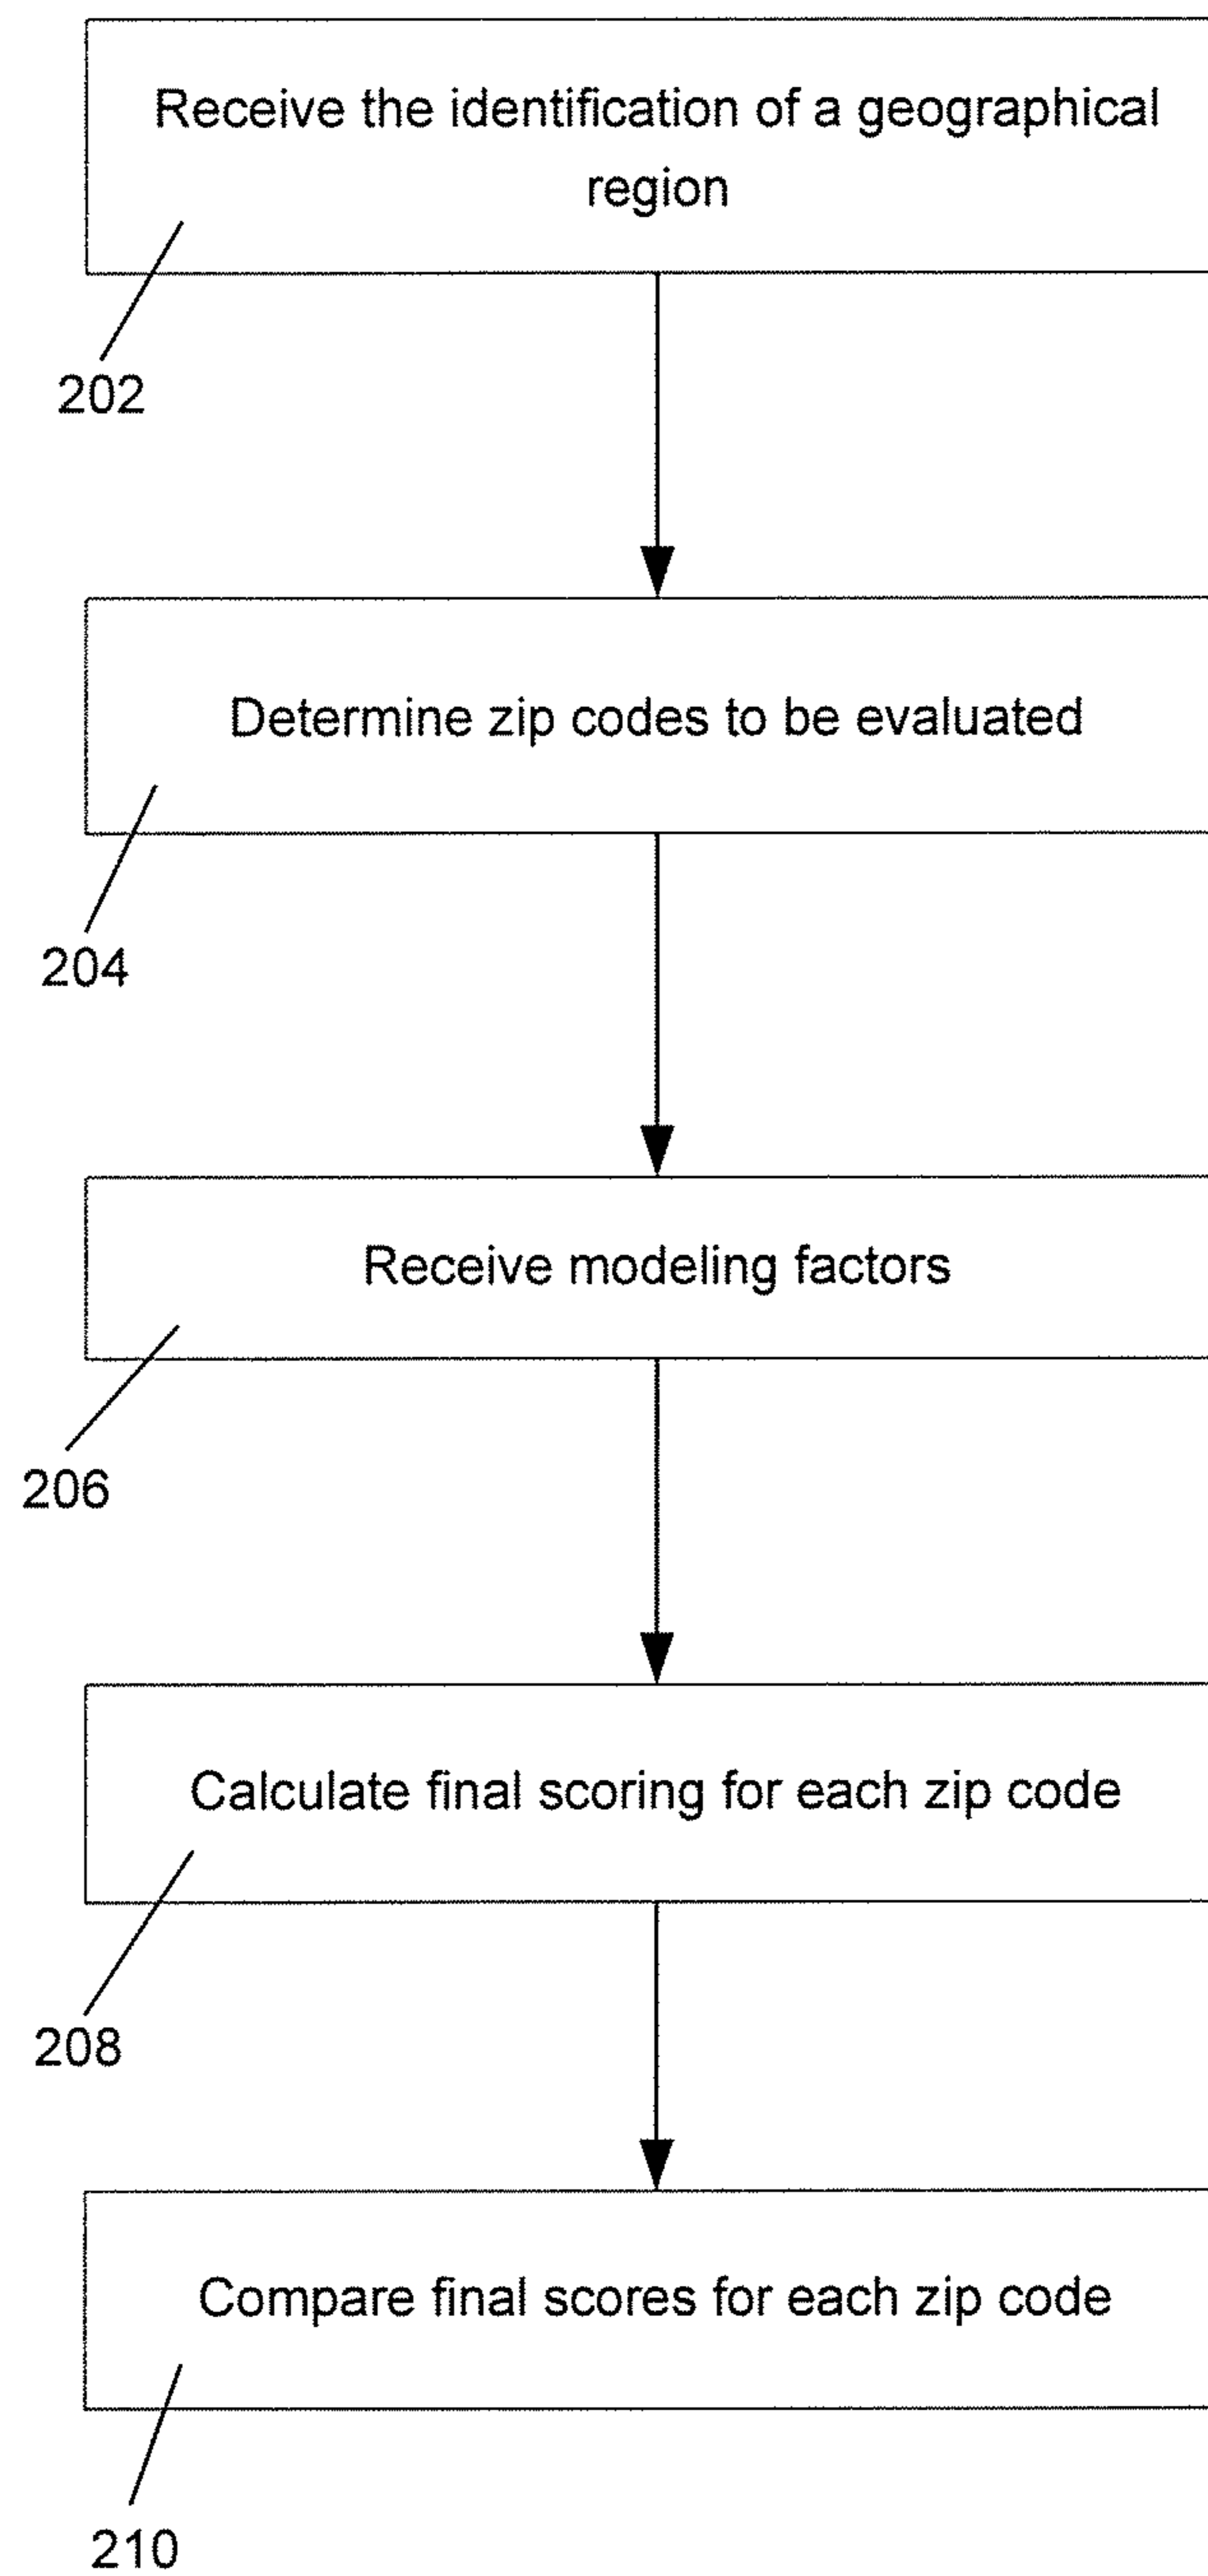 Receive the identification of a geographical
region
202
Determine zip codes to be evaluated
204
Receive modeling factors
206
Calculate final scoring for each zip code
208
Compare final scores for each zip code
210